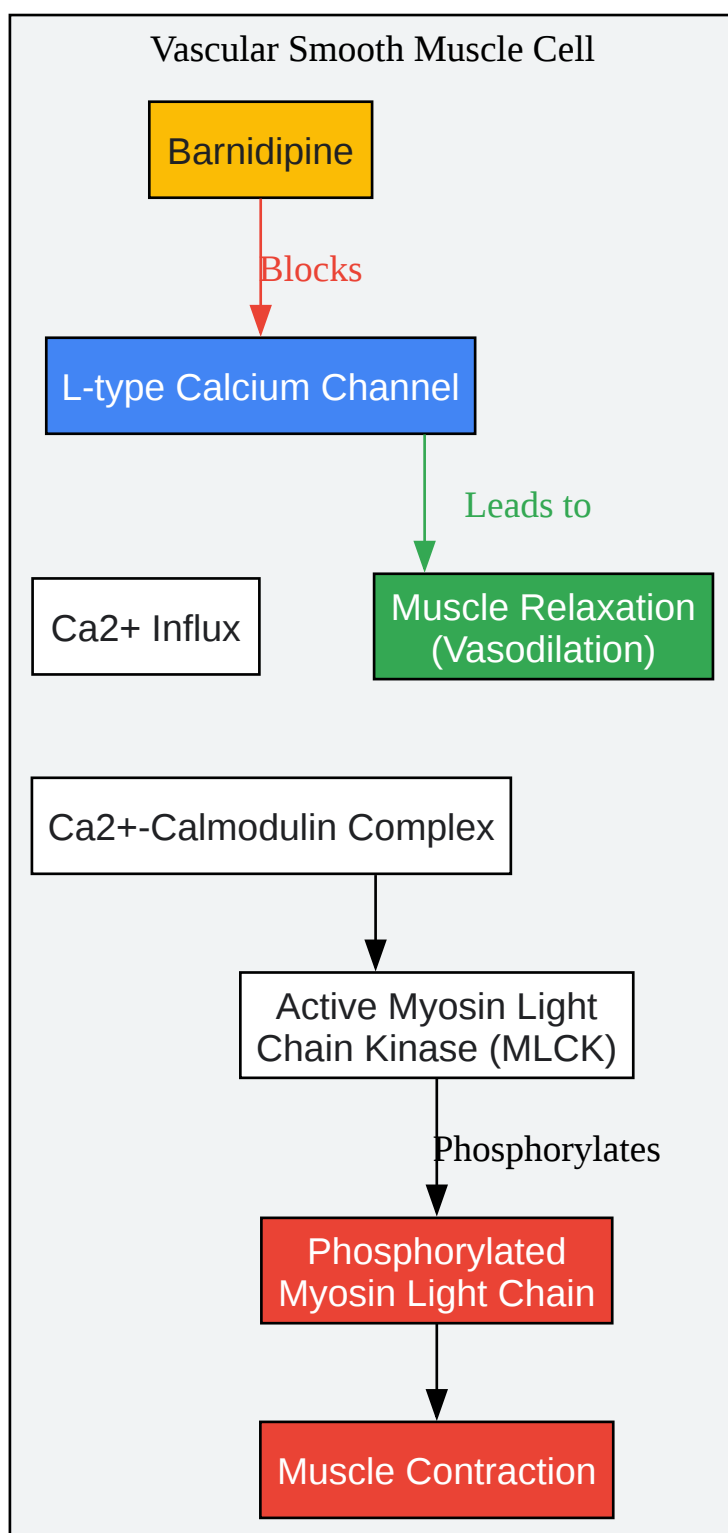 Vascular Smooth Muscle Cell
Barnidipine
Blocks
L-type Calcium Channel
Leads to
Ca2+ Influx
Muscle Relaxation
(Vasodilation)
Ca2+-Calmodulin Complex
Active Myosin Light
Chain Kinase (MLCK)
Phosphorylates
Phosphorylated
Myosin Light Chain
Muscle Contraction